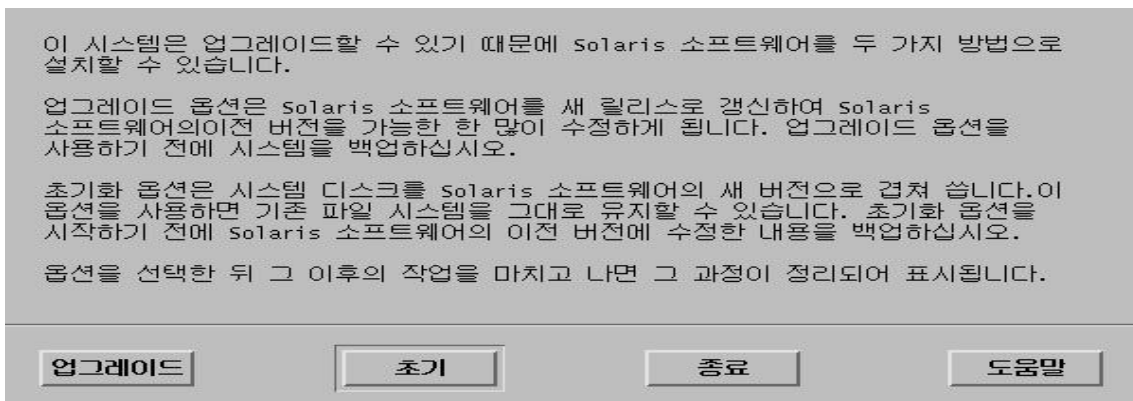 이 시스템은 업그레이드할 수 있기 때문에 Solaris 소프트웨어를 두 가지 방법으로
설치할 수 있습니다.
업그레이드 옵션은 Solaris 소프트웨어를 새 릴리스로 갱신하여 Solaris
소프트웨어의이전 버전을 가능한 한 많이 수정하게 됩니다. 업그레이드 옵션을
사용하기 전에 시스템을 백업하십시오.
초기화 옵션은 시스템 디스크를 Solaris 소프트웨어의 새 버전으로 겹쳐 씁니다.이
옵션을 사용하면 기존 파일 시스템을 그대로 유지할 수 있습니다. 초기화 옵션을
시작하기 전에 Solaris 소프트웨어의 이전 버전에 수정한 내용을 백업하십시오.
옵션을 선택한 뒤 그 이후의 작업을 마치고 나면 그 과정이 정리되어 표시됩니다.
업그레이드 초기 종료 도움말